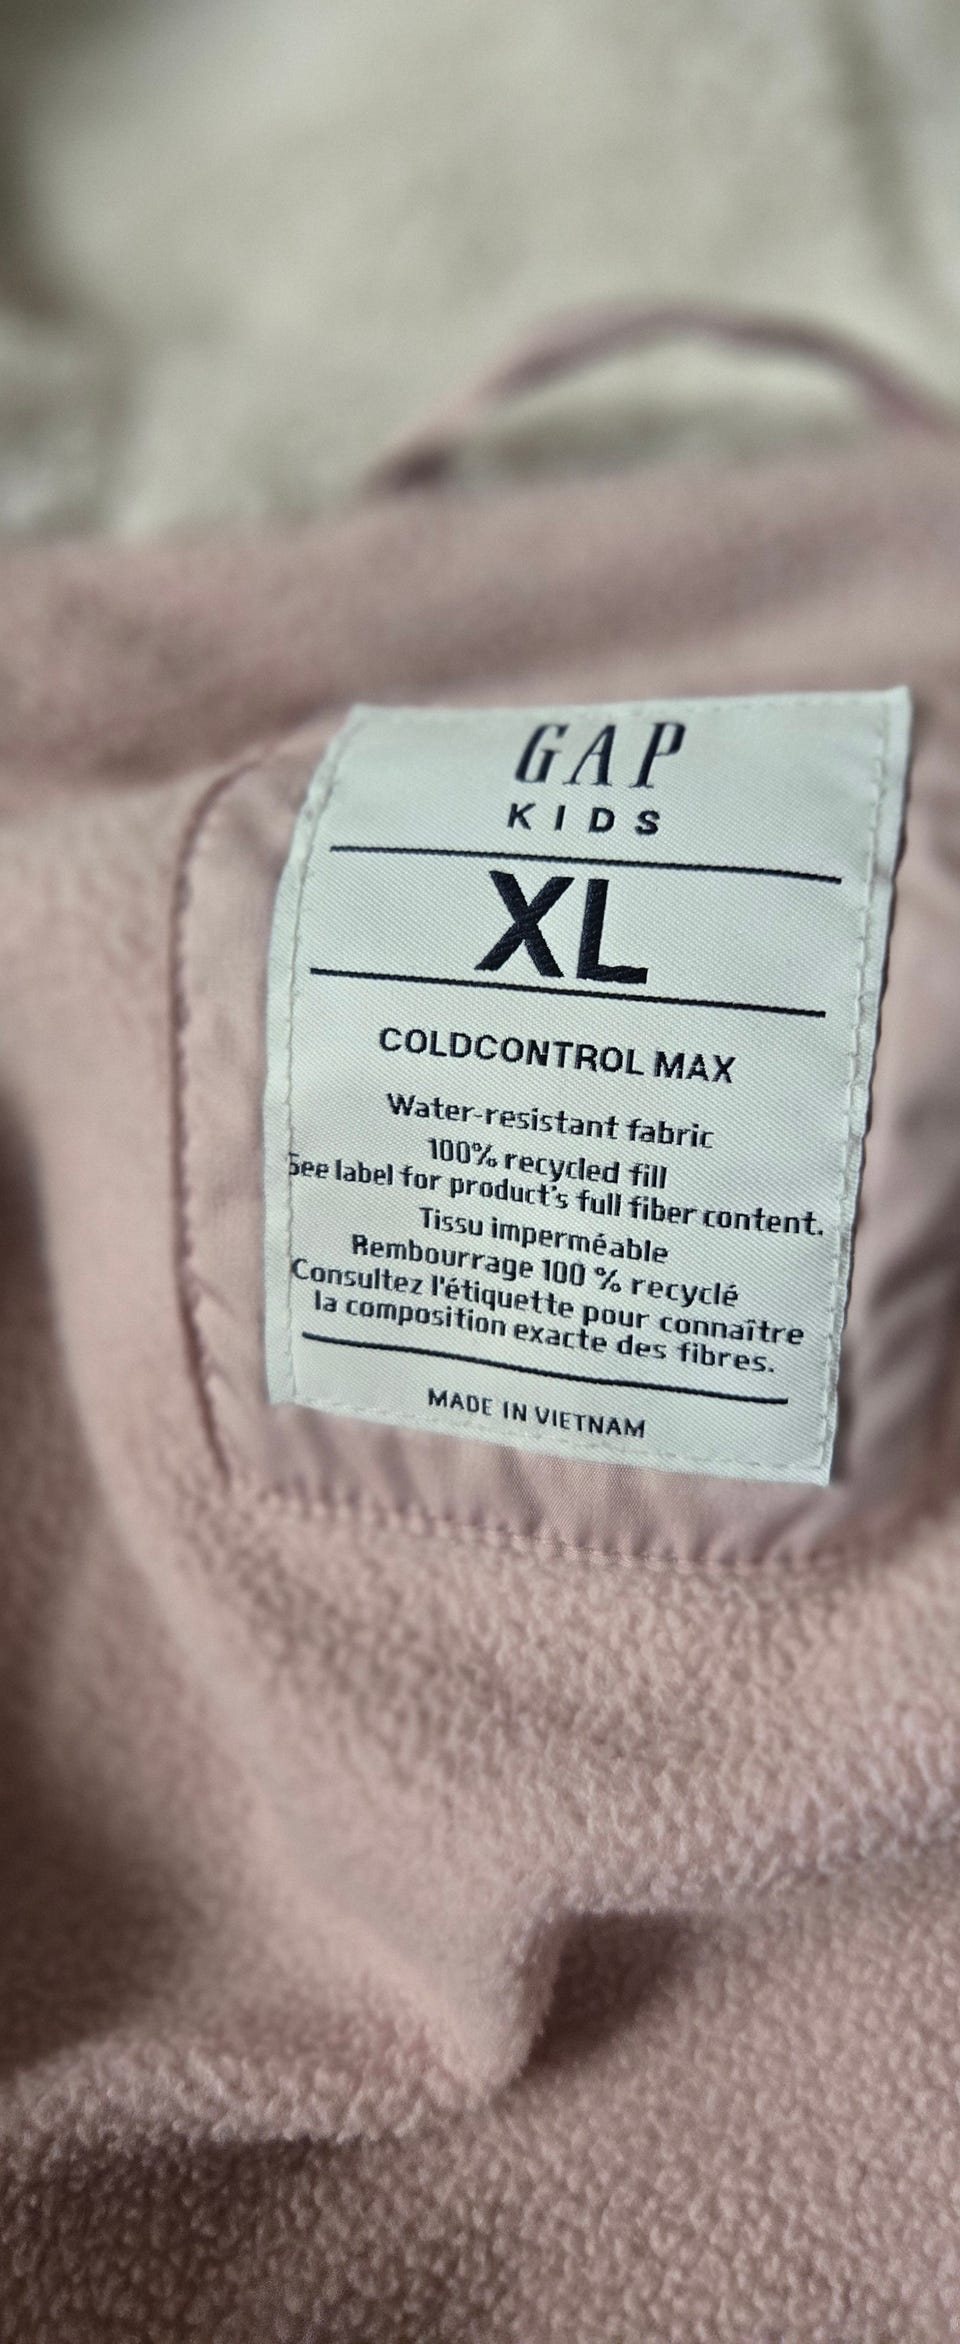 GAP
KIDS
XL
COLDCONTROL MAX
Water-resistant fabric
100% recycled fill
See label for product's full fiber content.
Tissu imperméable
Rembourrage 100 % recyclé
Consultez l'étiquette pour connaître
la composition exacte des fibres.
MADE IN VIETNAM